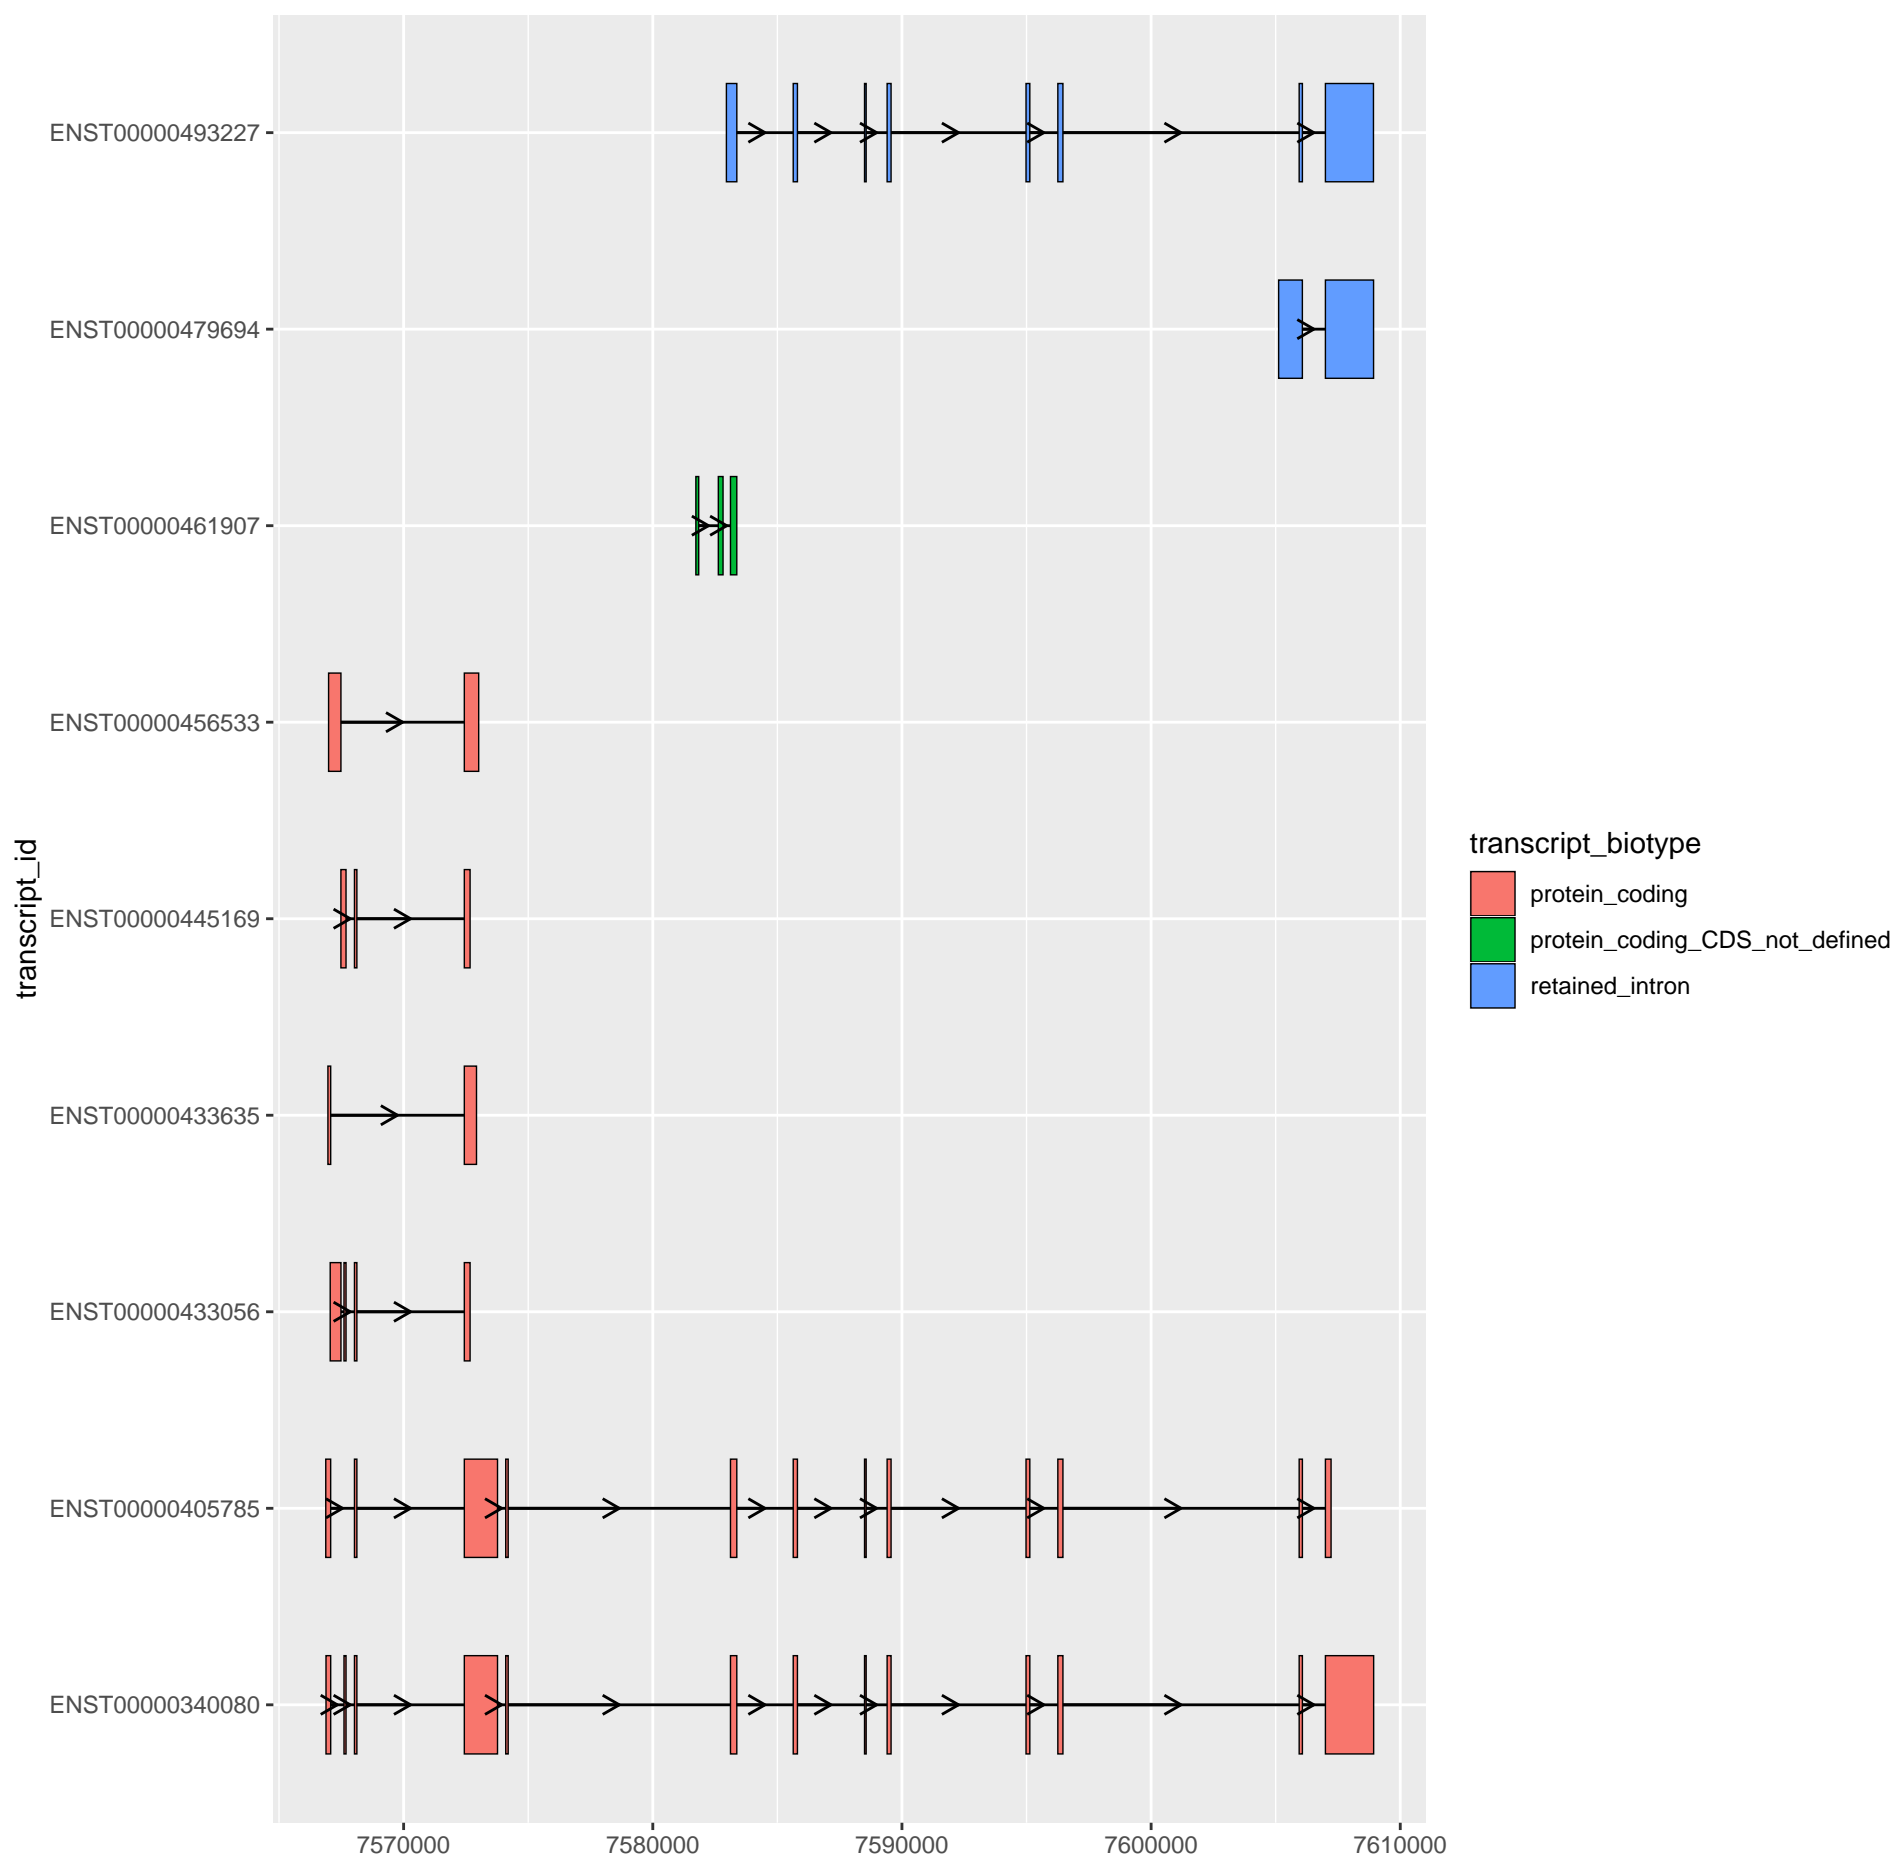 ENST00000493227
ENST00000479694
ENST00000461907
ENST00000456533
ENST00000445169
ENST00000433635
ENST00000433056
ENST00000405785
ENST00000340080
transcript_id
7570000
7580000
7590000
7600000
7610000
transcript_biotype
protein_coding
protein_coding_CDS_not_defined
retained_intron